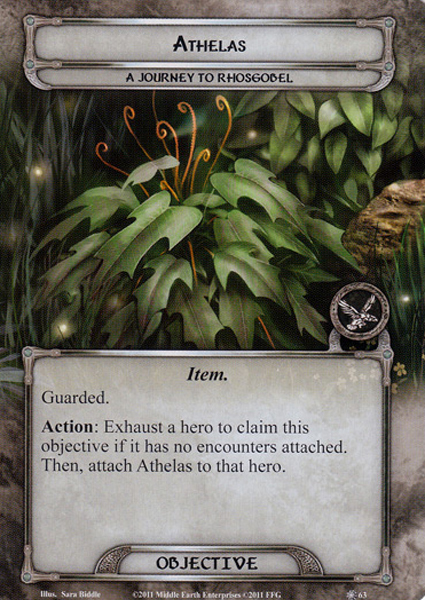 Athelas
A Journey to Rhosgobel
Item.
Guarded.
Action: Exhaust a hero to claim this
objective if it has no encounters attached.
Then, attach Athelas to that hero.
OBJECTIVE
Illus. Sara Biddle ©2011 Middle Earth Enterprises ©2011 FFG 63